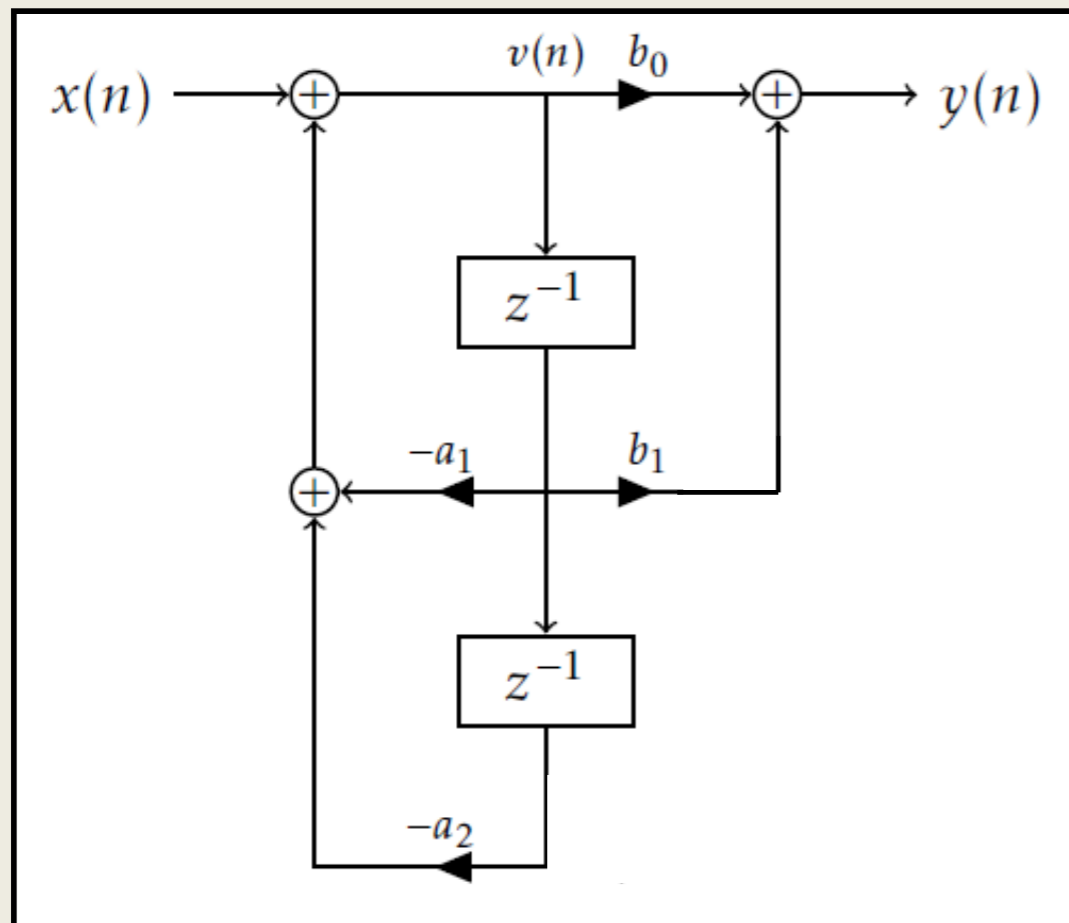 v(n) b₀
x(n) + + y(n)
z⁻¹
−a₁ b₁
+
z⁻¹
−a₂